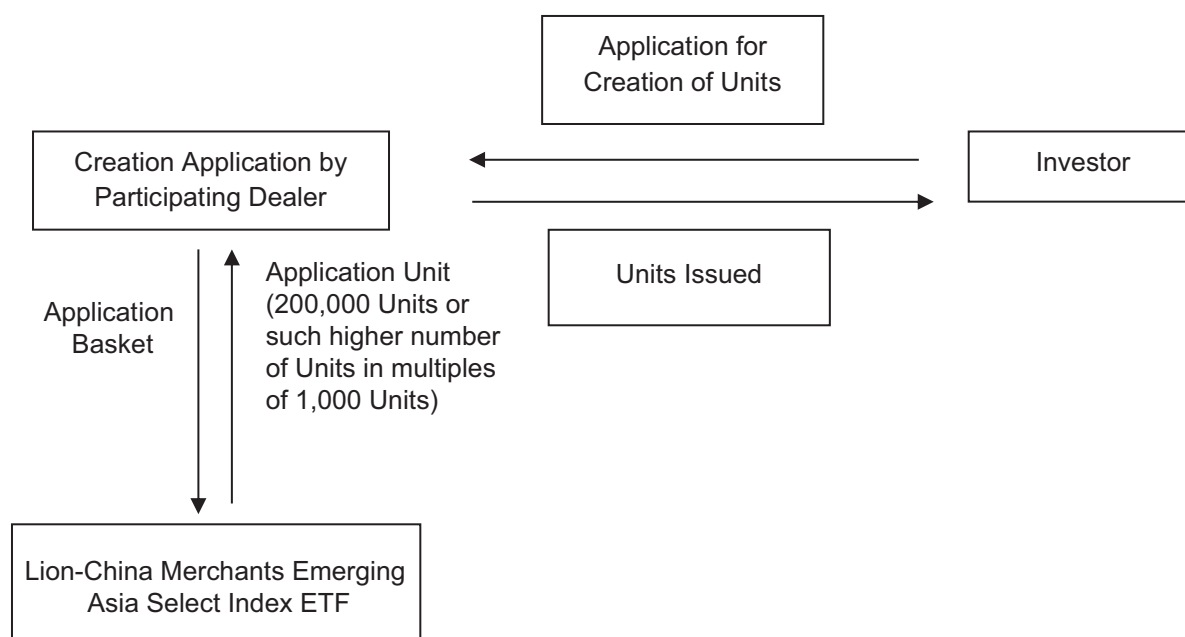 Application for
Creation of Units
Creation Application by
Participating Dealer
Investor
Units Issued
Application
Basket
Application Unit
(200,000 Units or
such higher number
of Units in multiples
of 1,000 Units)
Lion-China Merchants Emerging
Asia Select Index ETF